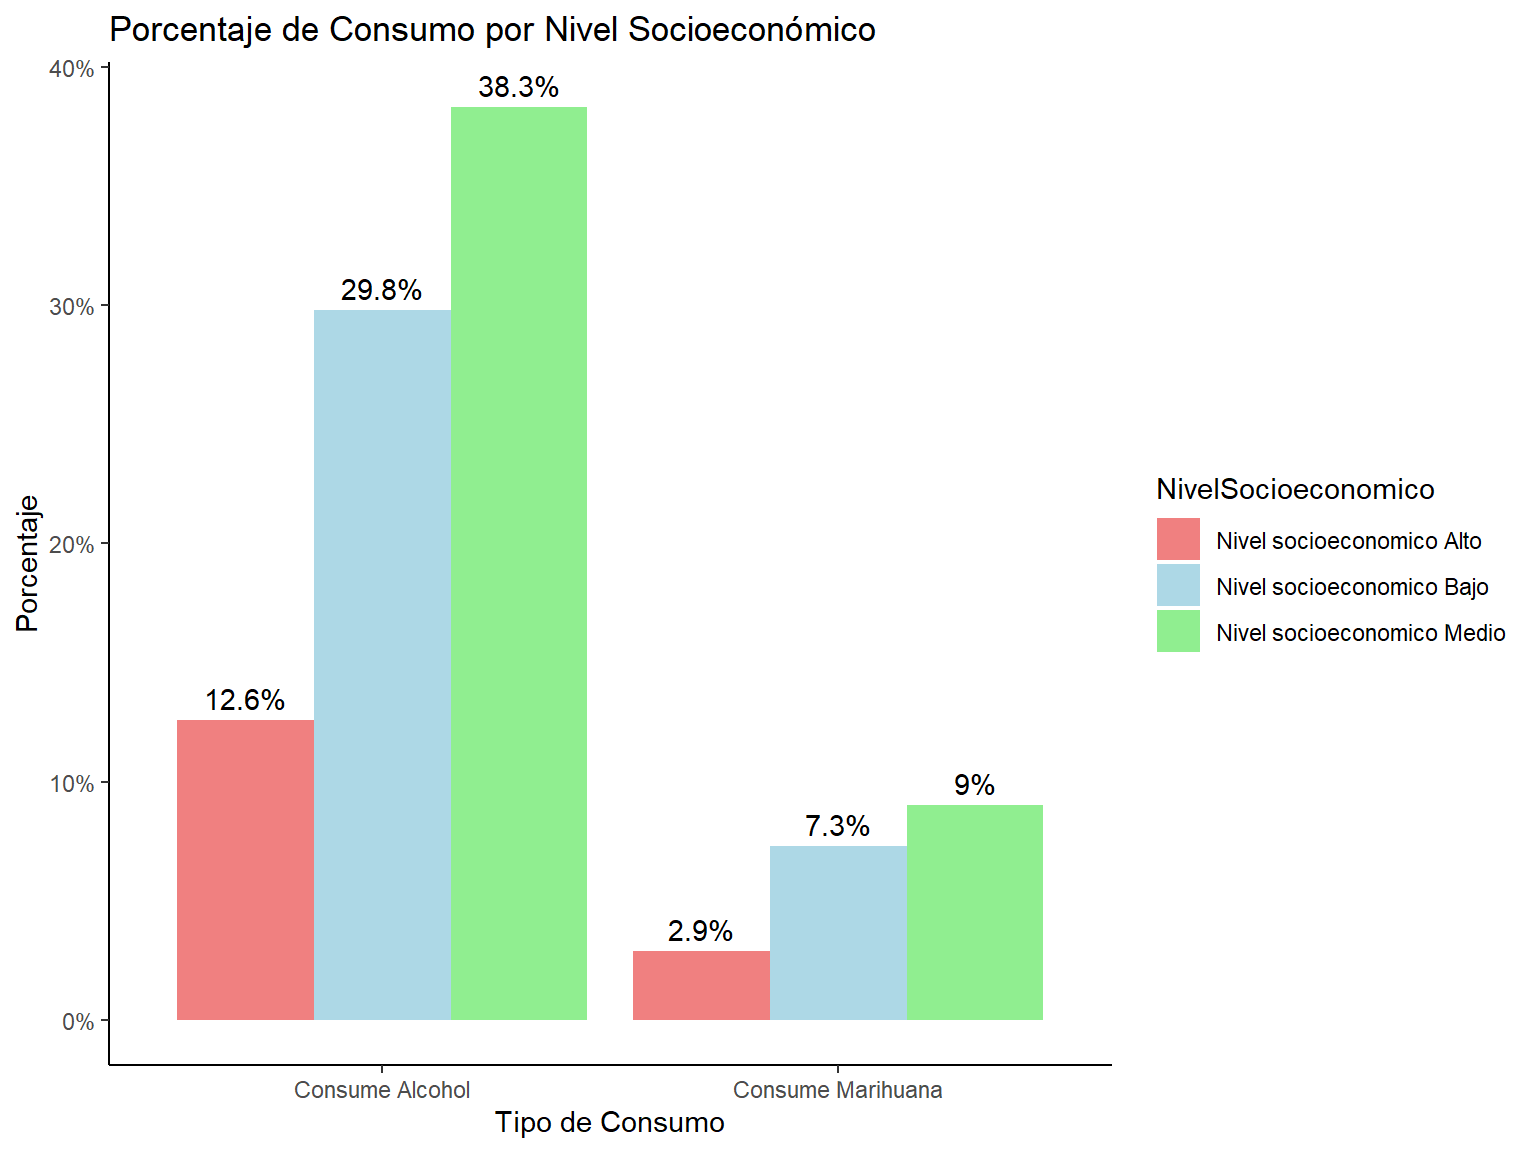 Porcentaje de Consumo por Nivel Socioeconómico
40%
30%
20%
10%
0%
Porcentaje
12.6%
29.8%
38.3%
2.9%
7.3%
9%
Consume Alcohol
Consume Marihuana
Tipo de Consumo
NivelSocioeconomico
Nivel socioeconomico Alto
Nivel socioeconomico Bajo
Nivel socioeconomico Medio